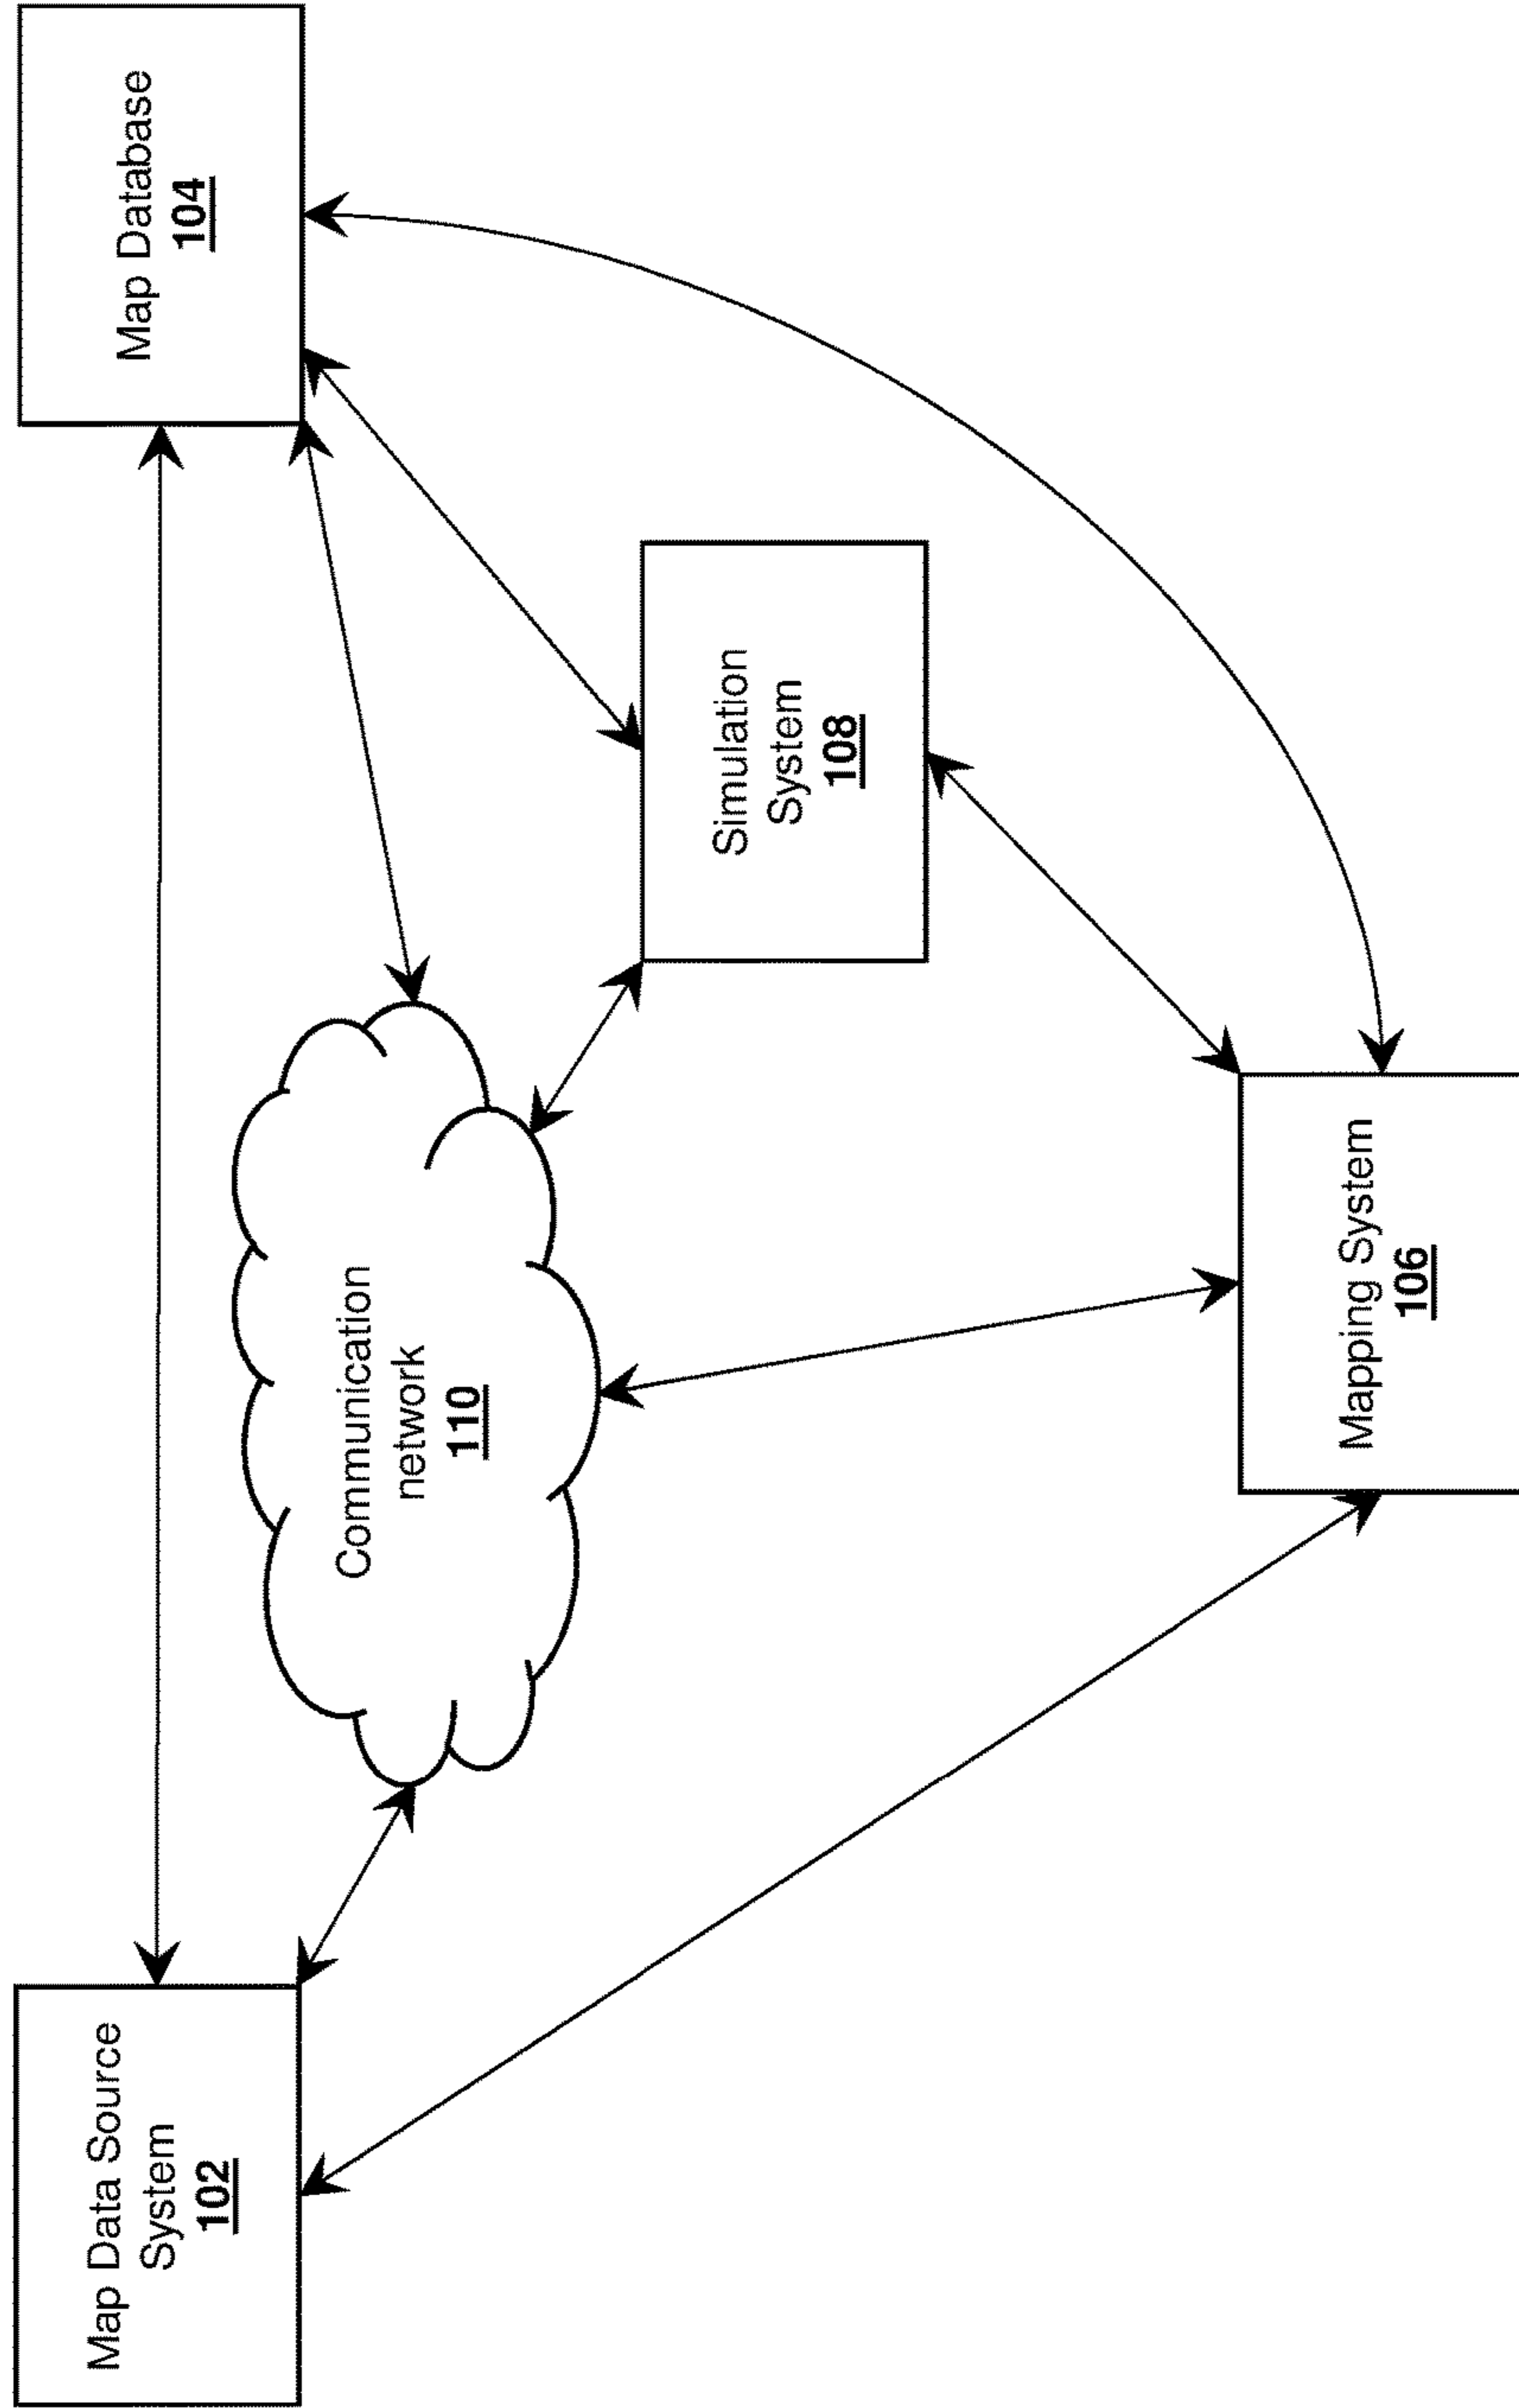 Map Data Source
System
102
Map Database
104
Communication
network
110
Simulation
System
108
Mapping System
106